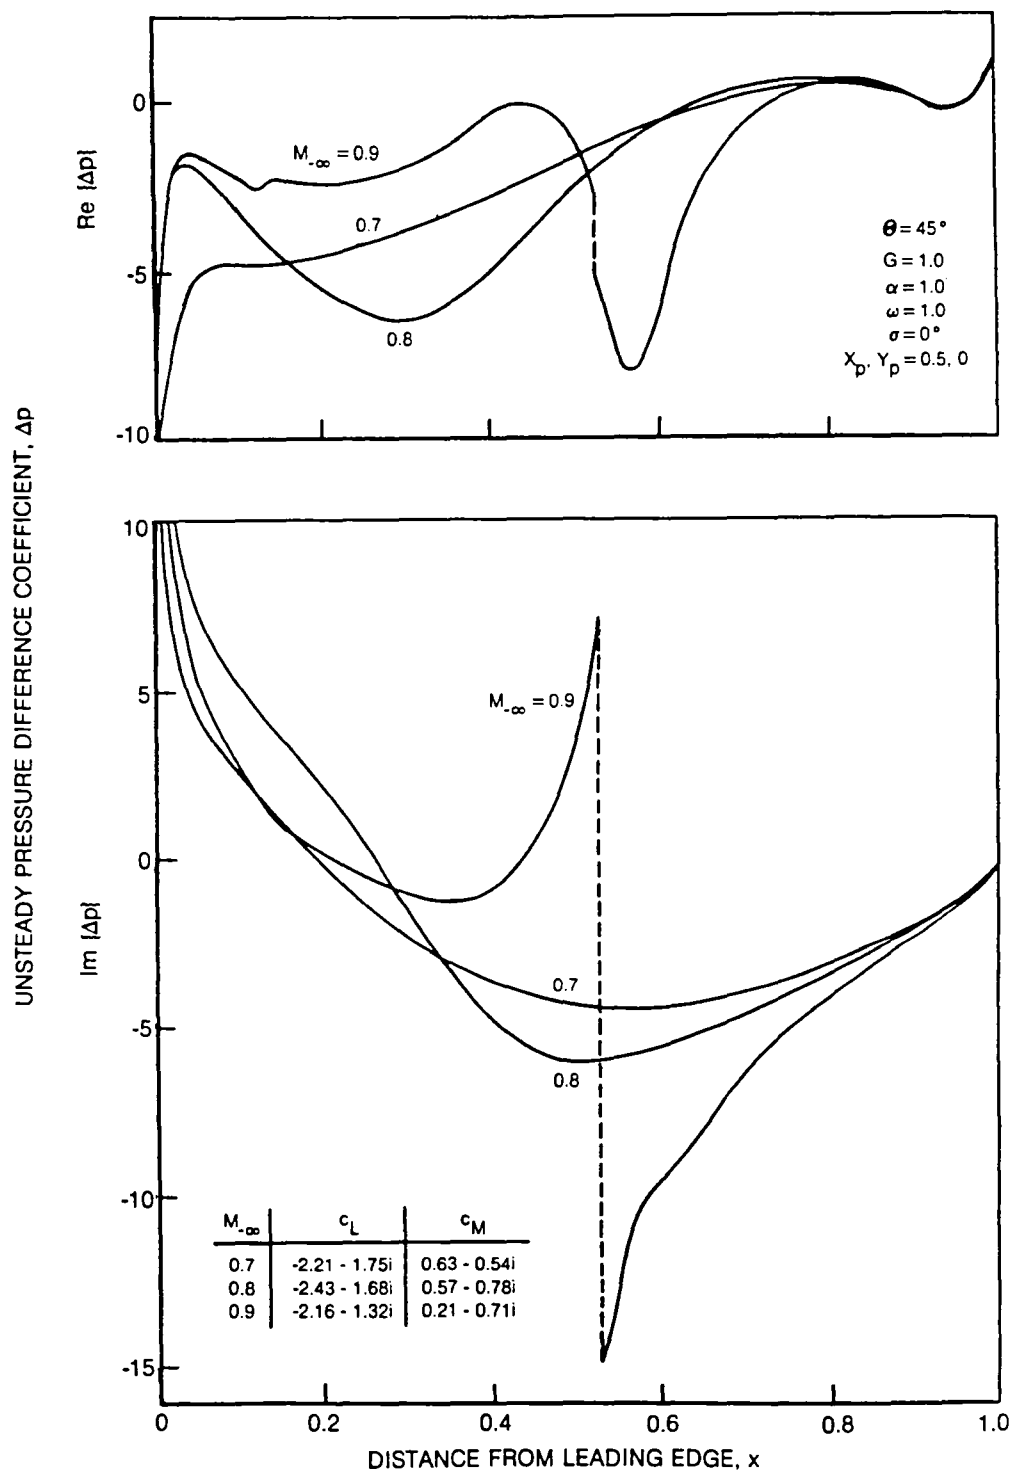 UNSTEADY PRESSURE DIFFERENCE COEFFICIENT, Δp
Re {Δp}
0
-5
-10
M-∞ = 0.9
0.7
0.8
Θ = 45°
G = 1.0
α = 1.0
ω = 1.0
σ = 0°
Xp, Yp = 0.5, 0
Im {Δp}
10
5
0
-5
-10
-15
M-∞ = 0.9
0.7
0.8
M-∞ cL cM
0.7 -2.21 - 1.75i 0.63 - 0.54i
0.8 -2.43 - 1.68i 0.57 - 0.78i
0.9 -2.16 - 1.32i 0.21 - 0.71i
0 0.2 0.4 0.6 0.8 1.0
DISTANCE FROM LEADING EDGE, x